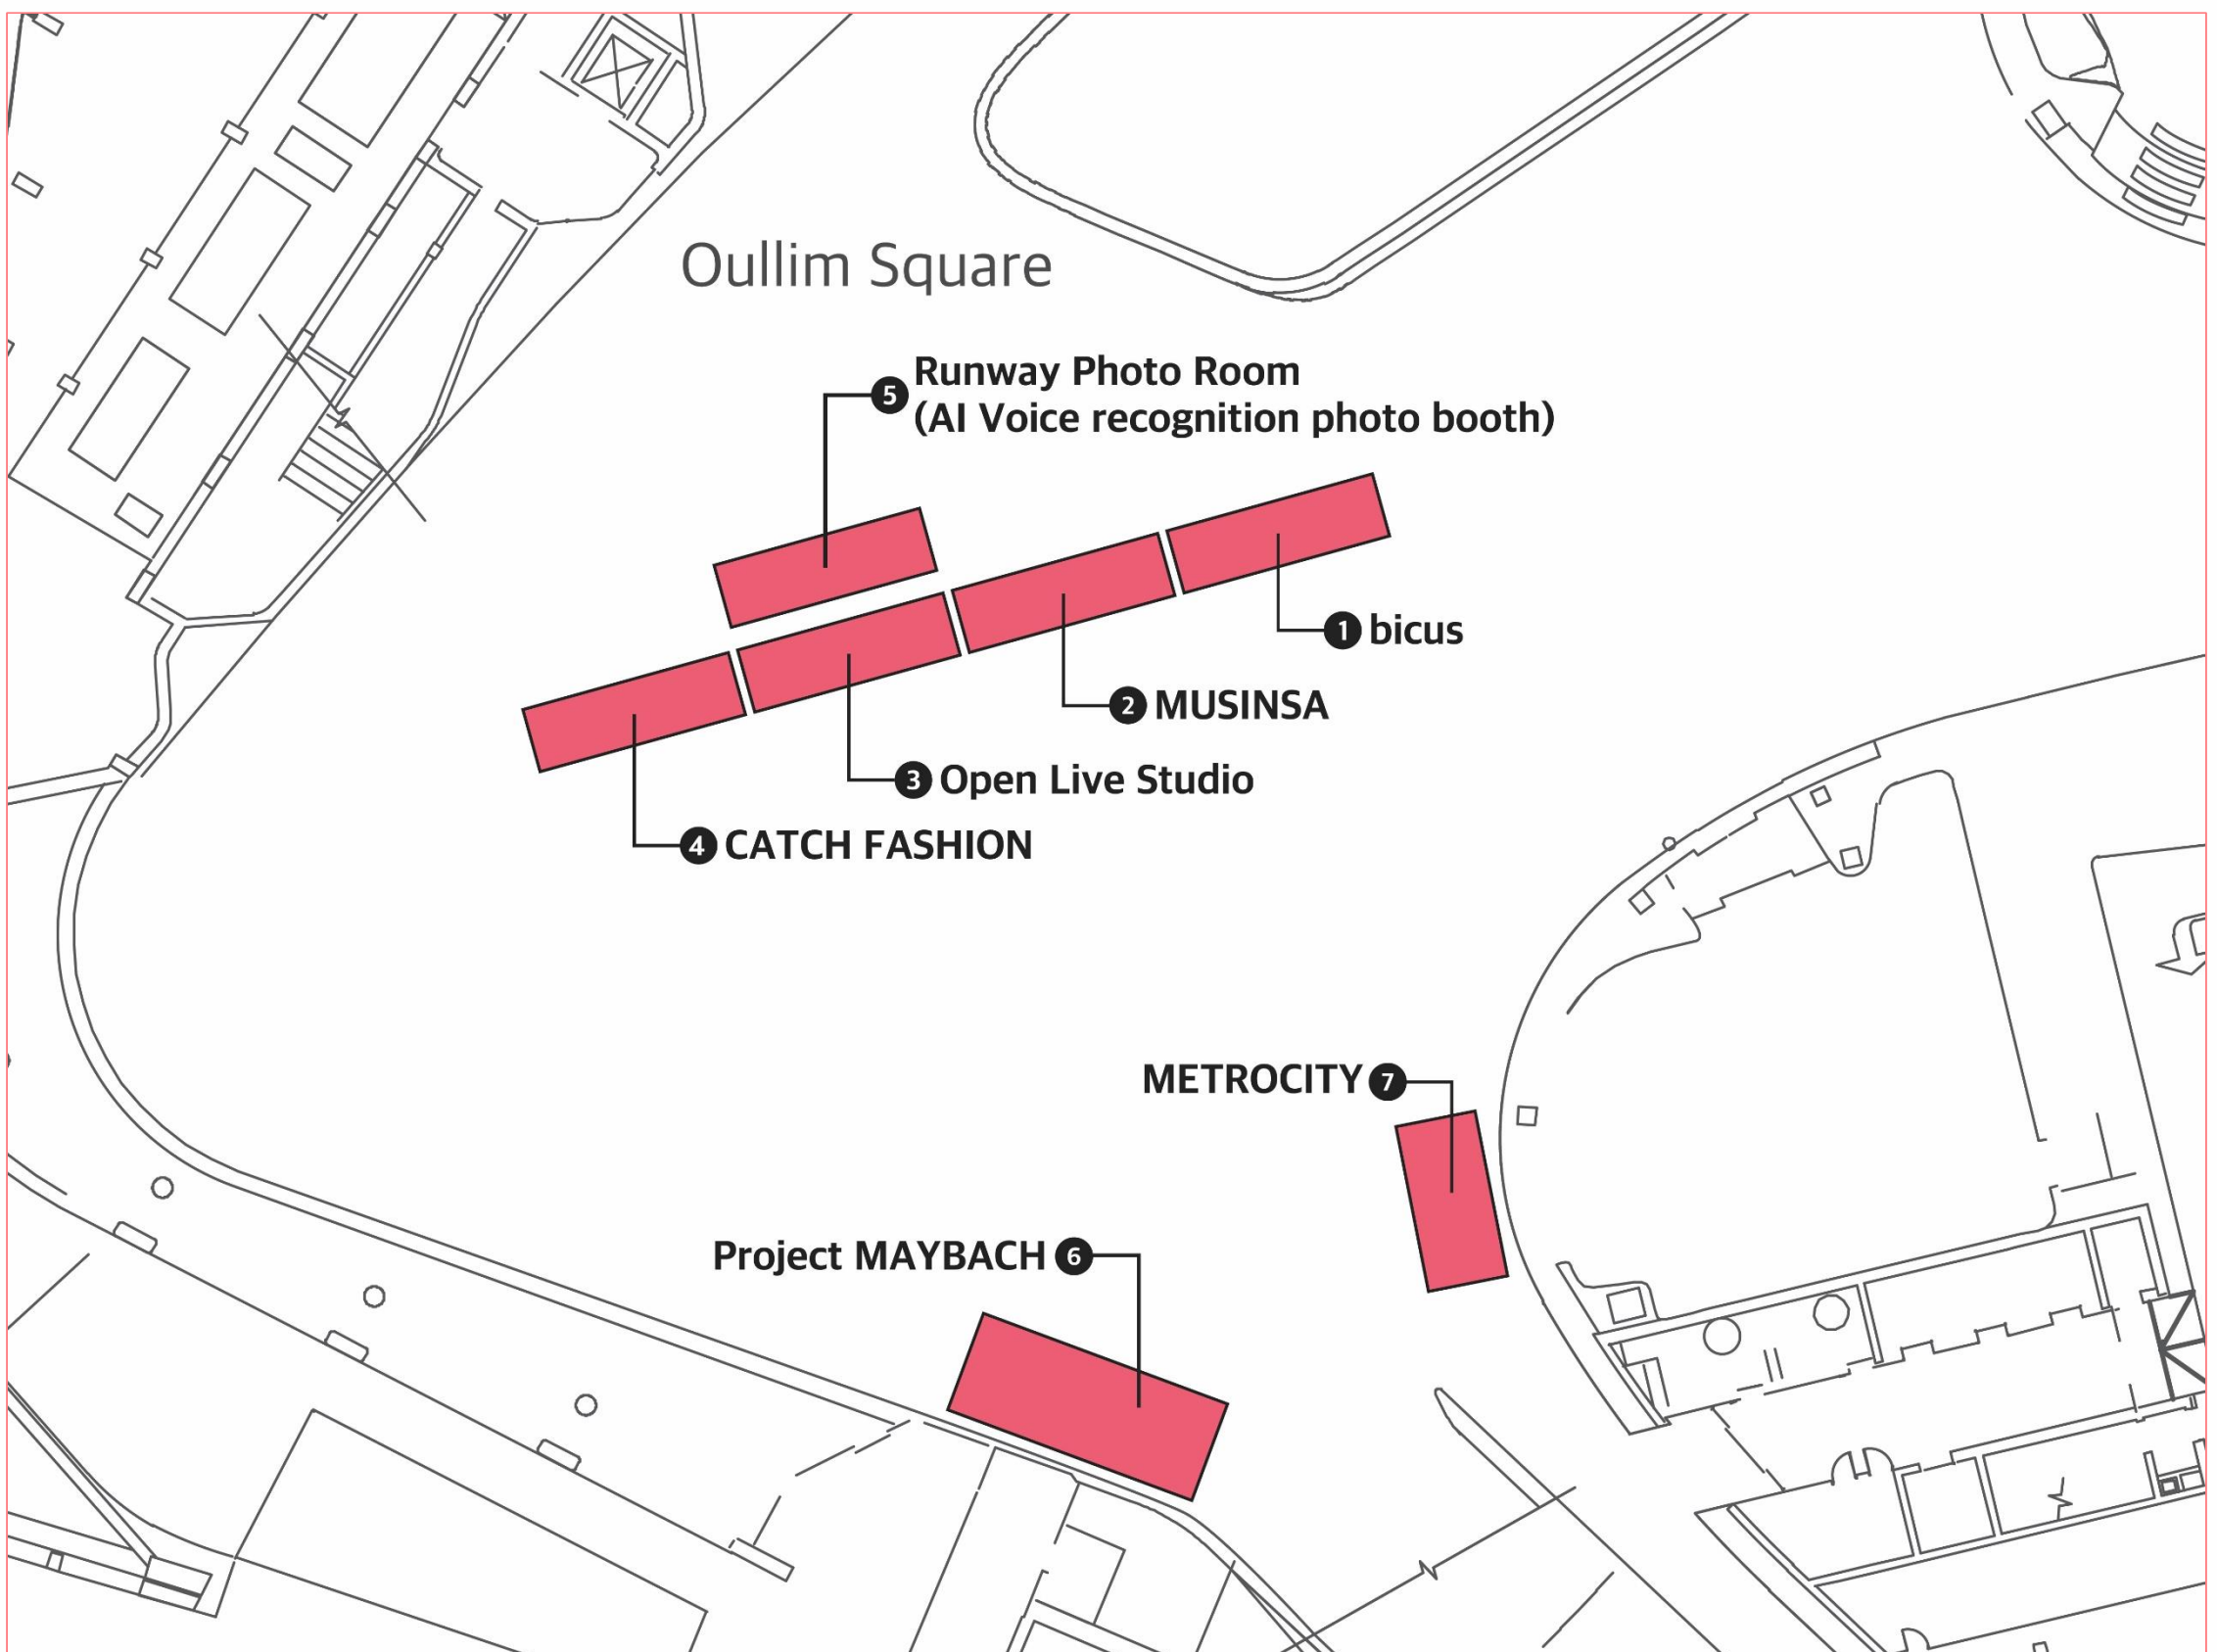 Oullim Square
5 Runway Photo Room
(AI Voice recognition photo booth)
1 bicus
2 MUSINSA
3 Open Live Studio
4 CATCH FASHION
METROCITY 7
Project MAYBACH 6